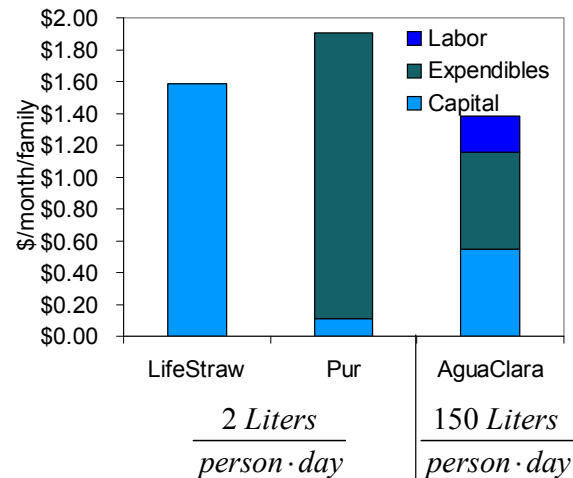 $/month/family
$2.00
$1.80
$1.60
$1.40
$1.20
$1.00
$0.80
$0.60
$0.40
$0.20
$0.00
Labor
Expendibles
Capital
LifeStraw Pur AguaClara
2 Liters 150 Liters
person · day person · day